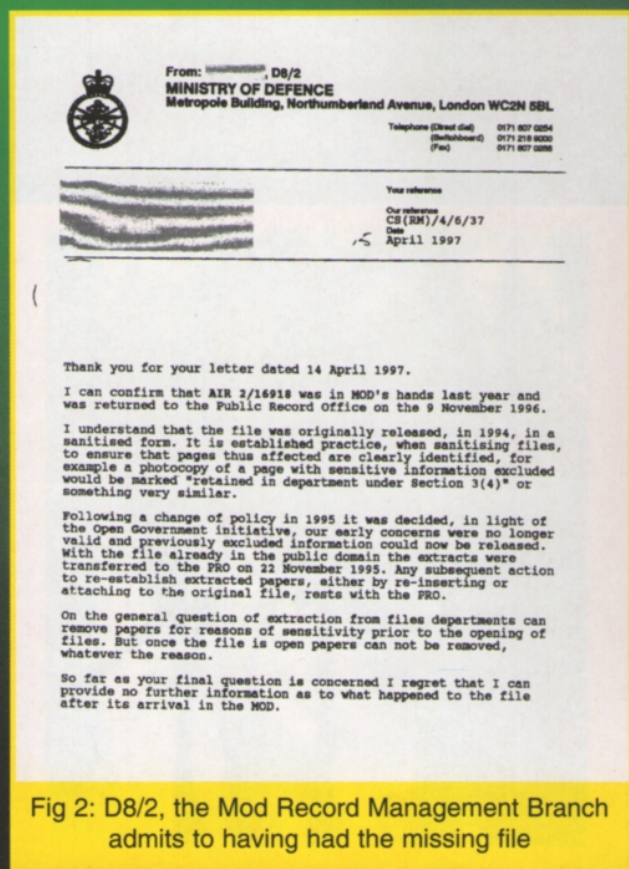 From: , D8/2
MINISTRY OF DEFENCE
Metropole Building, Northumberland Avenue, London WC2N 5BL
Telephone (Direct dial) 0171 807 0254
(Switchboard) 0171 218 9000
(Fax)
Your reference
Our reference
CS(RM)/4/6/37
Date
15 April 1997
Thank you for your letter dated 14 April 1997.
I can confirm that AIR 2/16918 was in MOD's hands last year and
was returned to the Public Record Office on the 9 November 1996.
I understand that the file was originally released, in 1994, in a
sanitised form. It is established practice, when sanitising files,
to ensure that pages thus affected are clearly identified, for
example a photocopy of a page with sensitive information excluded
would be marked "retained in department under Section 3(4)" or
something very similar.
Following a change of policy in 1995 it was decided, in light of
the Open Government initiative, our early concerns were no longer
valid and previously excluded information could now be released.
With the file already in the public domain the extracts were
transferred to the PRO on 22 November 1995. Any subsequent action
to re-establish extracted papers, either by re-inserting or
attaching to the original file, rests with the PRO.
On the general question of extraction from files departments can
remove papers for reasons of sensitivity prior to the opening of
files. But once the file is open papers can not be removed,
whatever the reason.
So far as your final question is concerned I regret that I can
provide no further information as to what happened to the file
after its arrival in the MOD.
Fig 2: D8/2, the Mod Record Management Branch
admits to having had the missing file